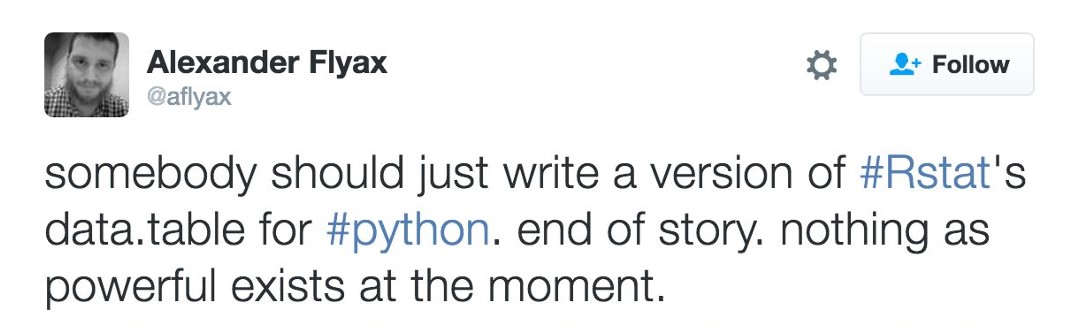 Alexander Flyax
@aflyax
Follow
somebody should just write a version of #Rstat's
data.table for #python. end of story. nothing as
powerful exists at the moment.